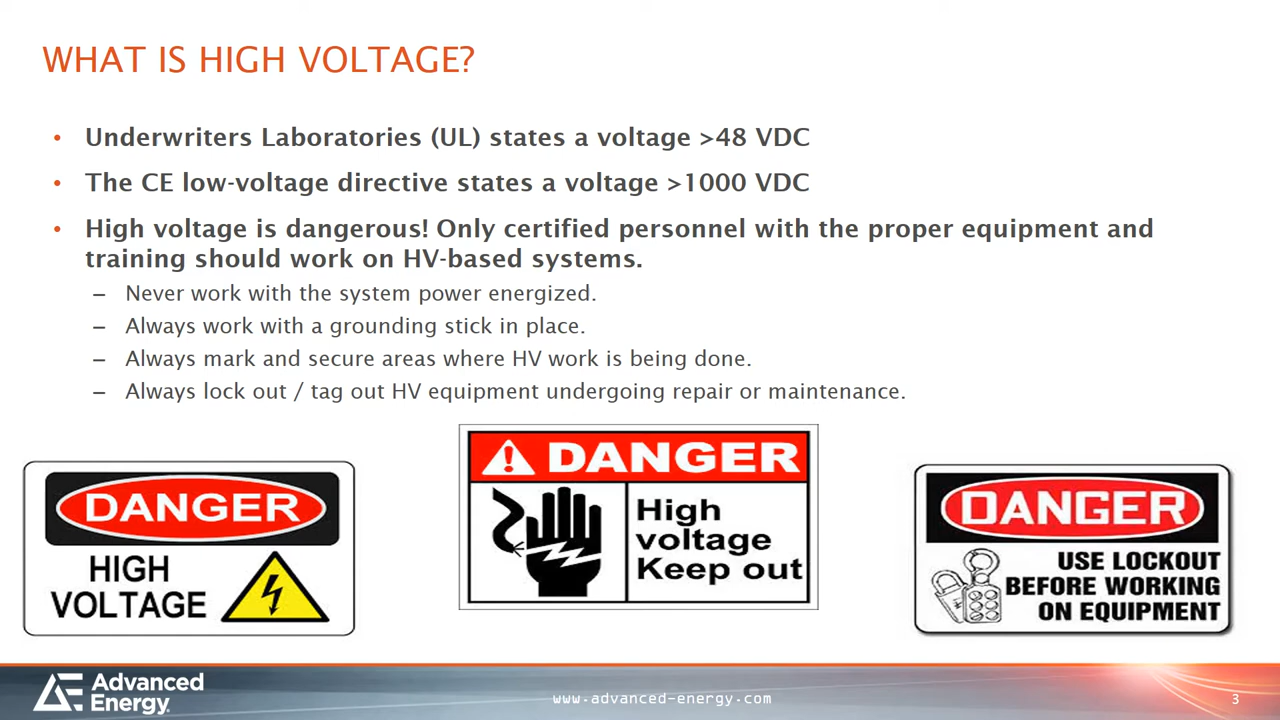 WHAT IS HIGH VOLTAGE?
• Underwriters Laboratories (UL) states a voltage >48 VDC
• The CE low-voltage directive states a voltage >1000 VDC
• High voltage is dangerous! Only certified personnel with the proper equipment and
training should work on HV-based systems.
– Never work with the system power energized.
– Always work with a grounding stick in place.
– Always mark and secure areas where HV work is being done.
– Always lock out / tag out HV equipment undergoing repair or maintenance.
DANGER
HIGH
VOLTAGE
DANGER
High
voltage
Keep out
DANGER
USE LOCKOUT
BEFORE WORKING
ON EQUIPMENT
Advanced
Energy
www.advanced-energy.com
3